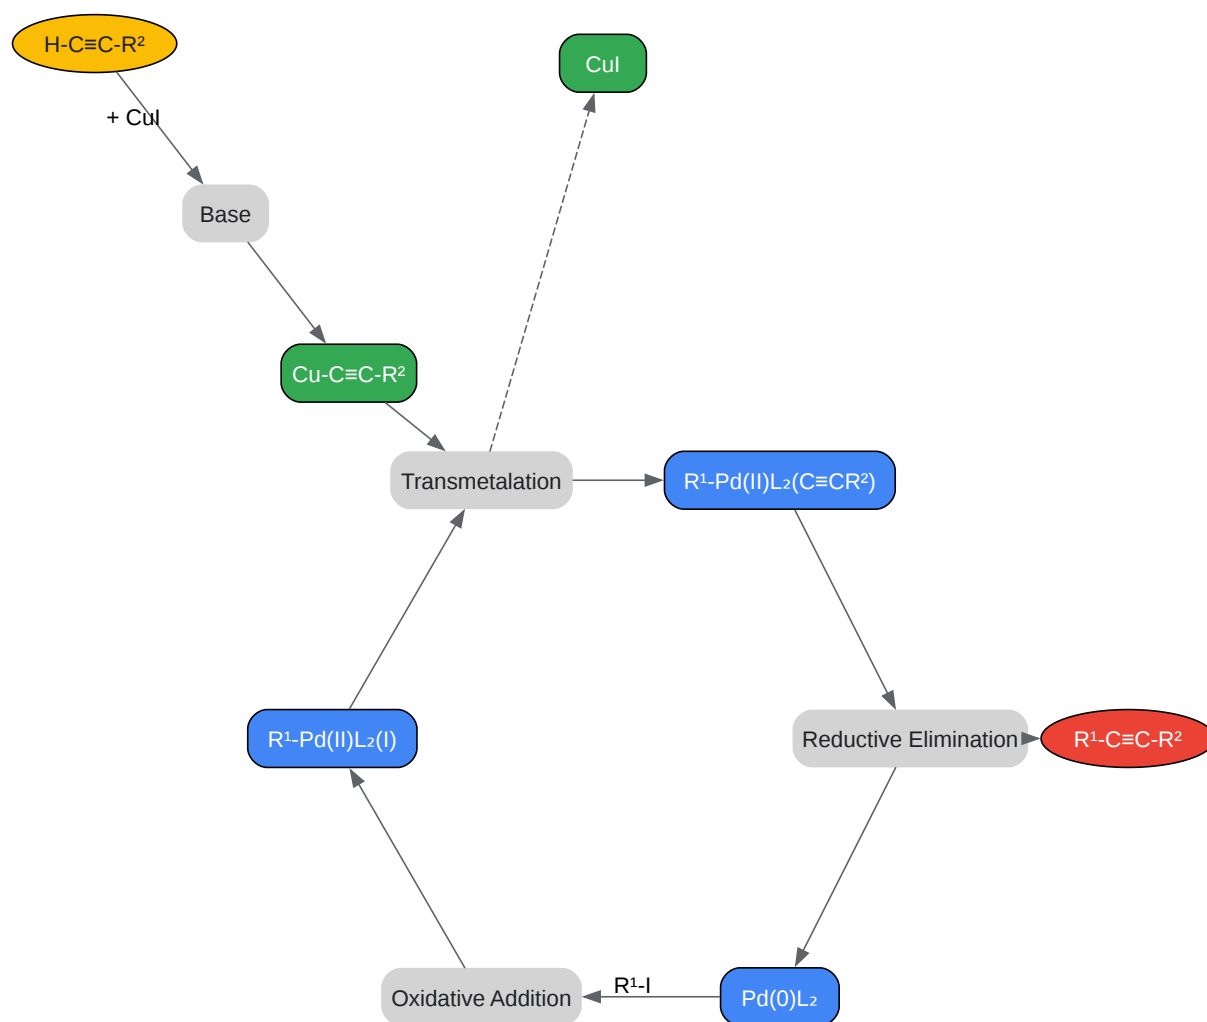 H-C≡C-R²
CuI
+ CuI
Base
Cu-C≡C-R²
Transmetalation
R¹-Pd(II)L₂(C≡CR²)
R¹-Pd(II)L₂(I)
Reductive Elimination
R¹-C≡C-R²
R¹-I
Oxidative Addition
Pd(0)L₂